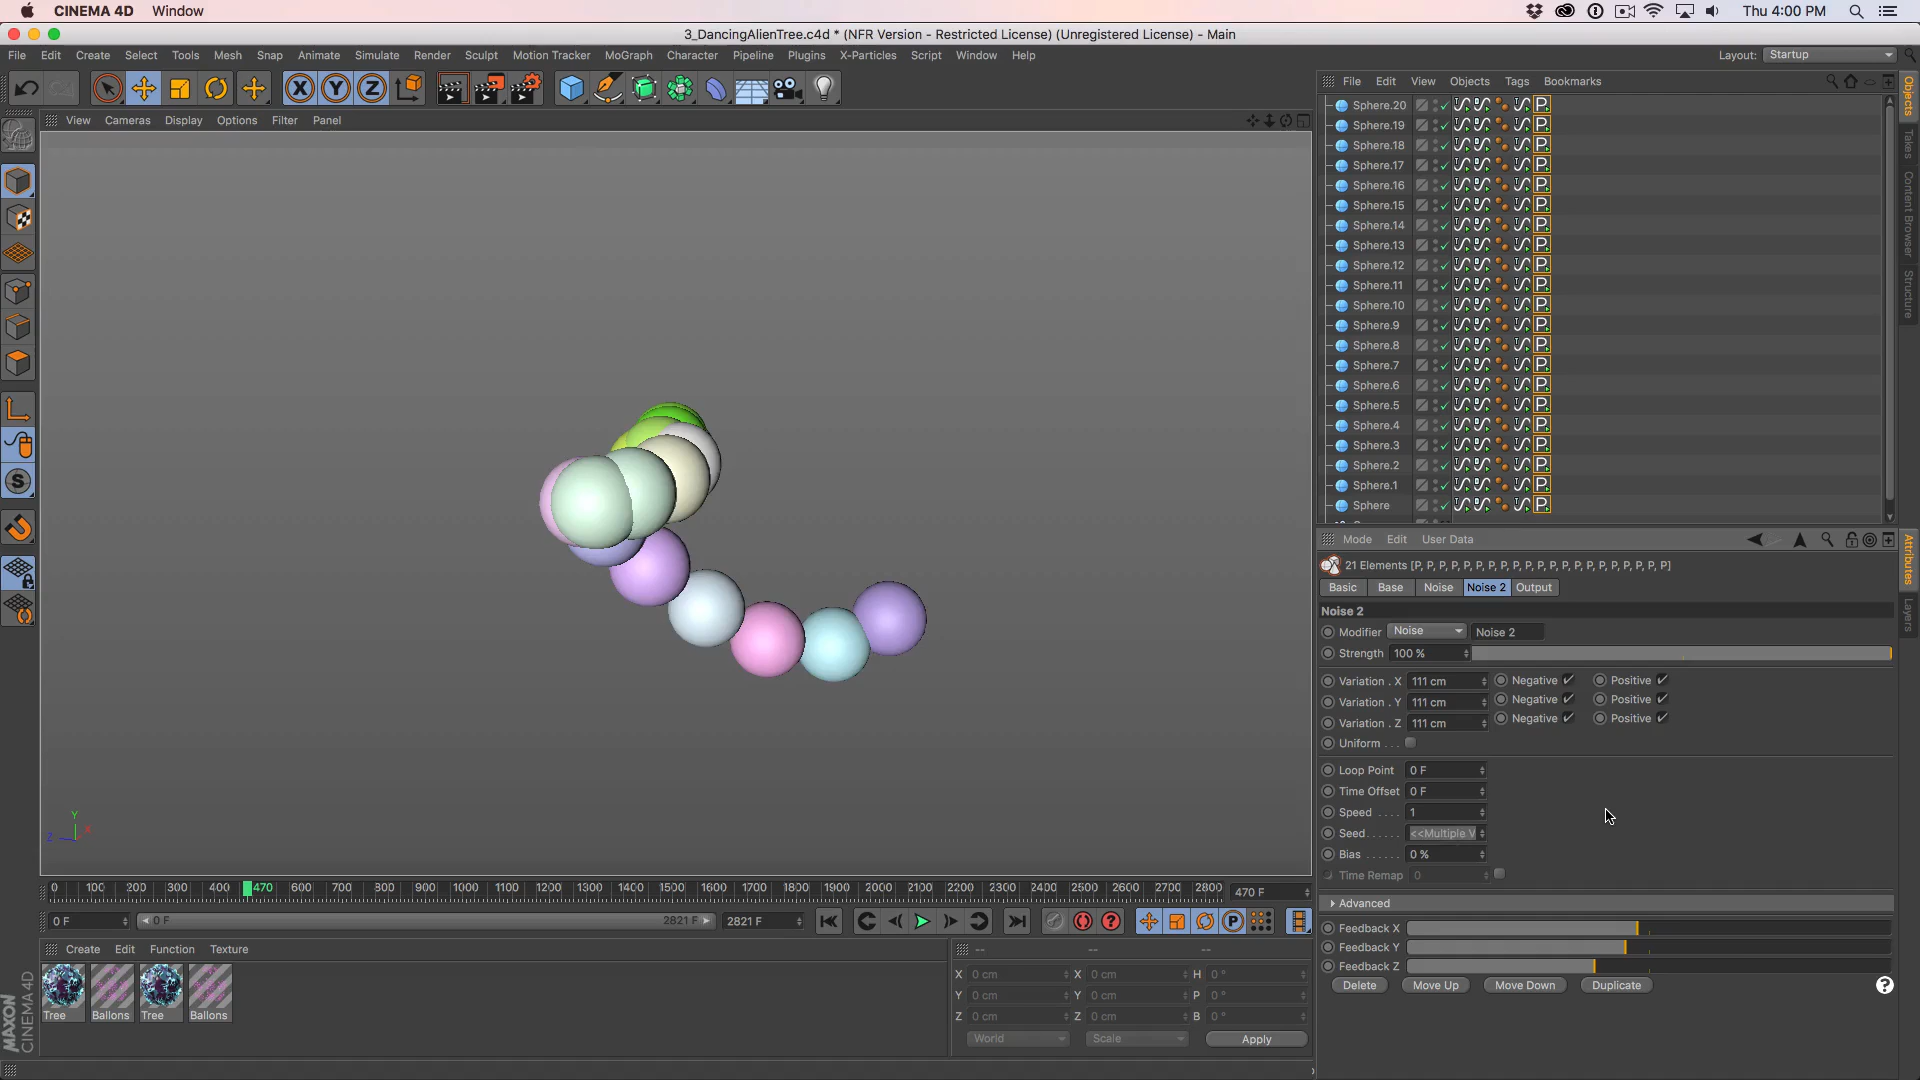 CINEMA 4D Window Thu 4:00 PM
3_DancingAlienTree.c4d * (NFR Version - Restricted License) (Unregistered License) - Main
File Edit Create Select Tools Mesh Snap Animate Simulate Render Sculpt Motion Tracker MoGraph Character Pipeline Plugins X-Particles Script Window Help Layout: Startup
X Y Z File Edit View Objects Tags Bookmarks
View Cameras Display Options Filter Panel
Sphere.20
Sphere.19
Sphere.18
Sphere.17
Sphere.16
Sphere.15
Sphere.14
Sphere.13
Sphere.12
Sphere.11
Sphere.10
Sphere.9
Sphere.8
Sphere.7
Sphere.6
Sphere.5
Sphere.4
Sphere.3
Sphere.2
Sphere.1
Sphere
Objects
Takes
Content Browser
Structure
Mode Edit User Data
21 Elements [P, P, P, P, P, P, P, P, P, P, P, P, P, P, P, P, P, P, P, P, P]
Basic Base Noise Noise 2 Output
Noise 2
Modifier Noise Noise 2
Strength 100 %
Variation . X 111 cm Negative Positive
Variation . Y 111 cm Negative Positive
Variation . Z 111 cm Negative Positive
Uniform . . .
Loop Point 0 F
Time Offset 0 F
Speed . . . . 1
Seed. . . . . . <<Multiple V
Bias . . . . . . 0 %
Time Remap . 0
Advanced
Feedback X
Feedback Y
Feedback Z
Delete Move Up Move Down Duplicate
Attributes
Layers
Y
Z X
0 100 200 300 400 470 600 700 800 900 1000 1100 1200 1300 1400 1500 1600 1700 1800 1900 2000 2100 2200 2300 2400 2500 2600 2700 2800 470 F
0 F 0 F 2821 F 2821 F
Create Edit Function Texture
-- -- --
X 0 cm X 0 cm H 0 °
Y 0 cm Y 0 cm P 0 °
Z 0 cm Z 0 cm B 0 °
World Scale Apply
Tree Ballons Tree Ballons
MAXON
CINEMA 4D